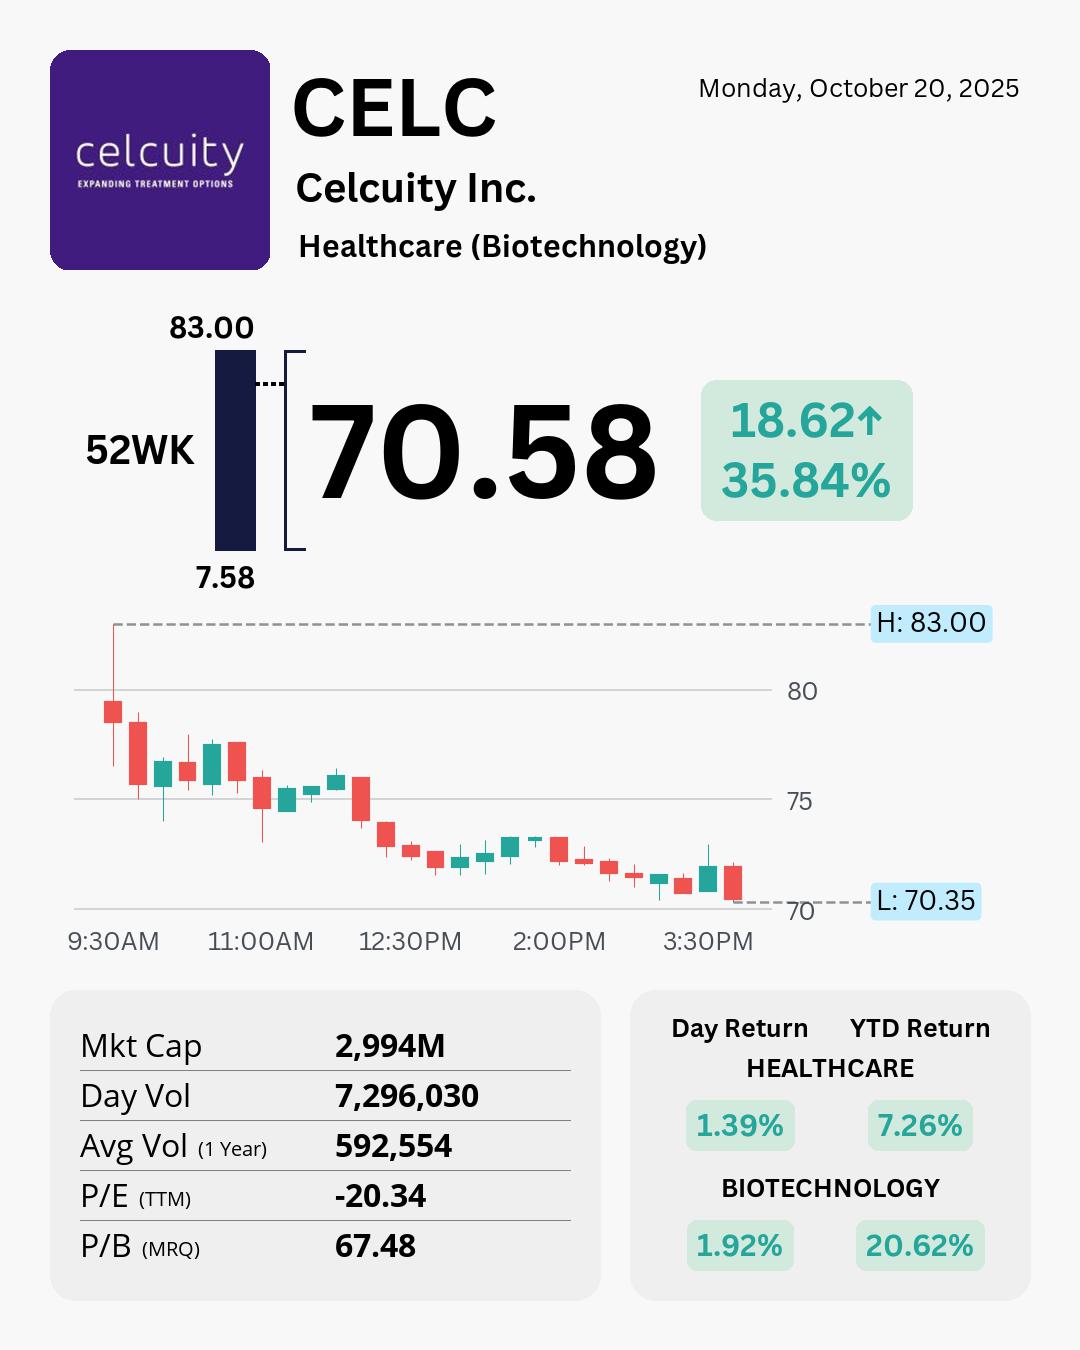 celcuity
EXPANDING TREATMENT OPTIONS
CELC
Monday, October 20, 2025
Celcuity Inc.
Healthcare (Biotechnology)
83.00
52WK
7.58
70.58
18.62↑
35.84%
H: 83.00
80
75
70
L: 70.35
9:30AM 11:00AM 12:30PM 2:00PM 3:30PM
Mkt Cap 2,994M
Day Vol 7,296,030
Avg Vol (1 Year) 592,554
P/E (TTM) -20.34
P/B (MRQ) 67.48
Day Return YTD Return
HEALTHCARE
1.39% 7.26%
BIOTECHNOLOGY
1.92% 20.62%